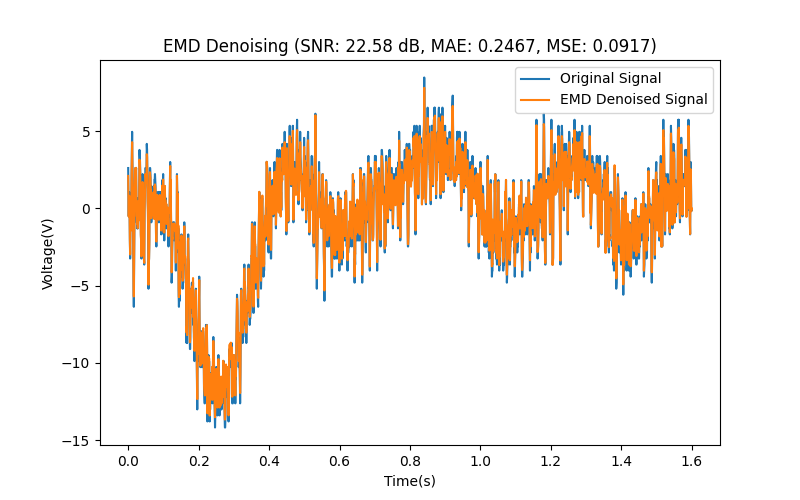 EMD Denoising (SNR: 22.58 dB, MAE: 0.2467, MSE: 0.0917)
Original Signal
EMD Denoised Signal
Voltage(V)
5
0
−5
−10
−15
0.0 0.2 0.4 0.6 0.8 1.0 1.2 1.4 1.6
Time(s)